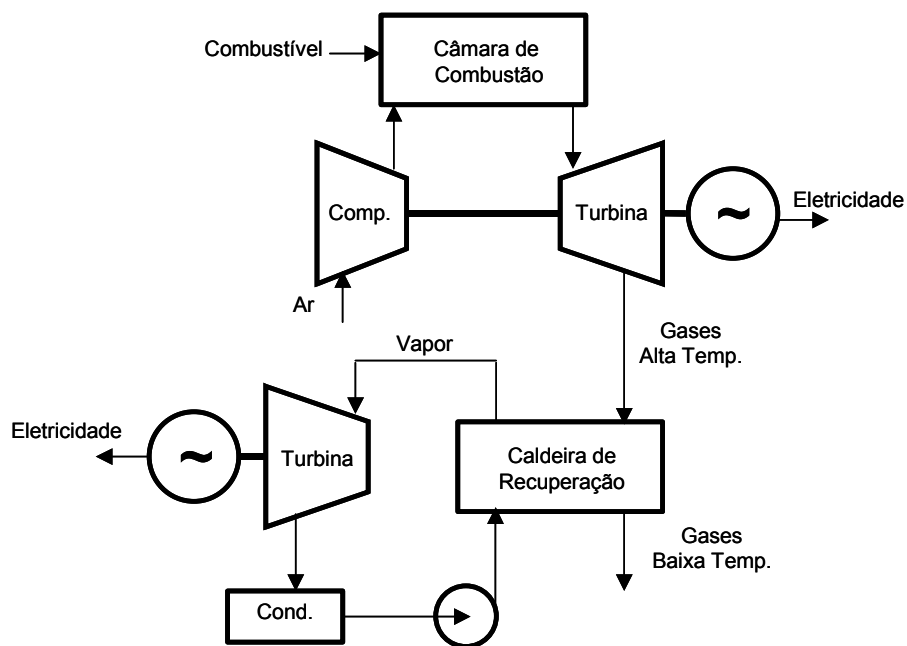 Combustível
Câmara de
Combustão
Comp.
Turbina
~
Eletricidade
Ar
Gases
Alta Temp.
Vapor
Eletricidade
~
Turbina
Caldeira de
Recuperação
Gases
Baixa Temp.
Cond.